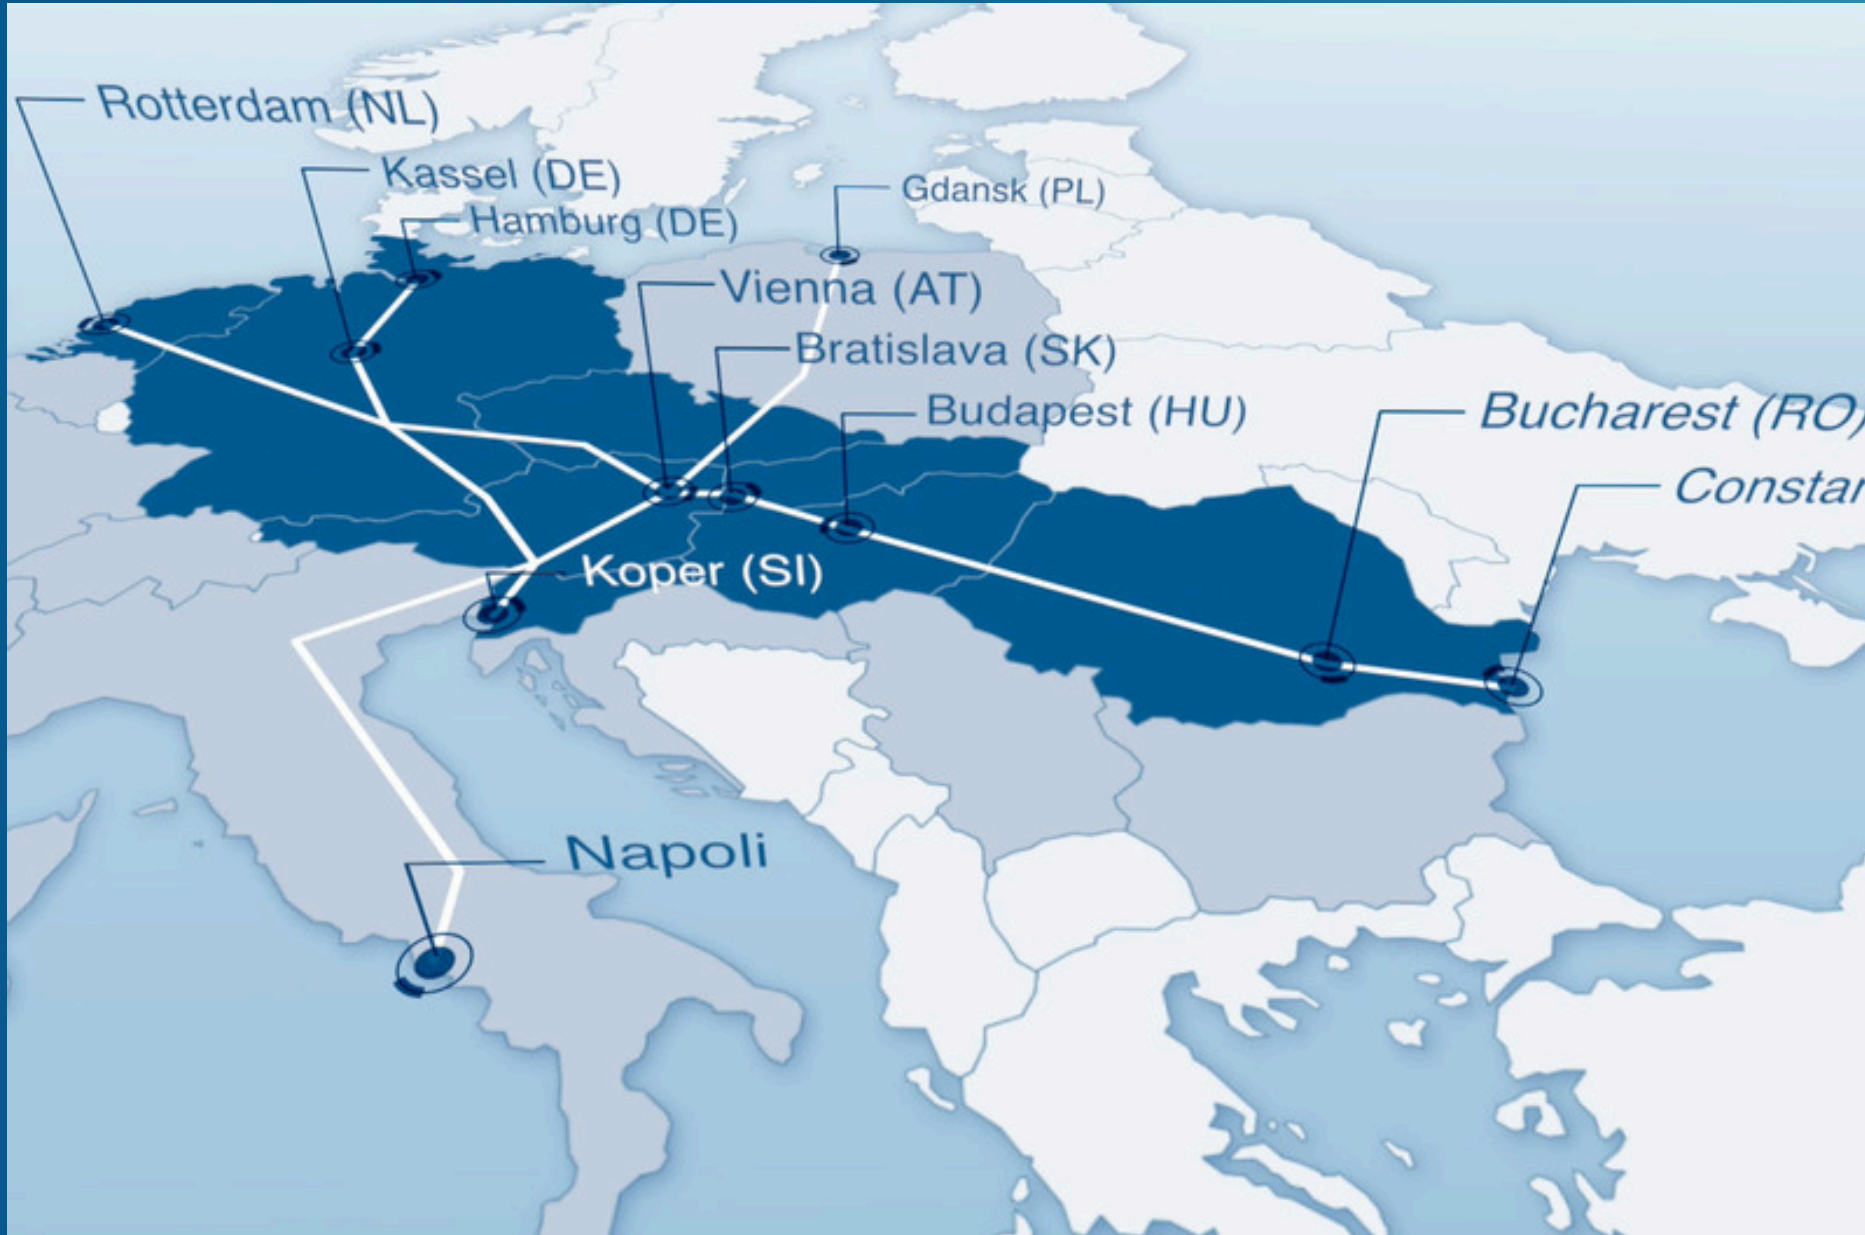 Rotterdam (NL)
Kassel (DE)
Gdansk (PL)
Hamburg (DE)
Vienna (AT)
Bratislava (SK)
Budapest (HU)
Bucharest (RO)
Constan
Koper (SI)
Napoli